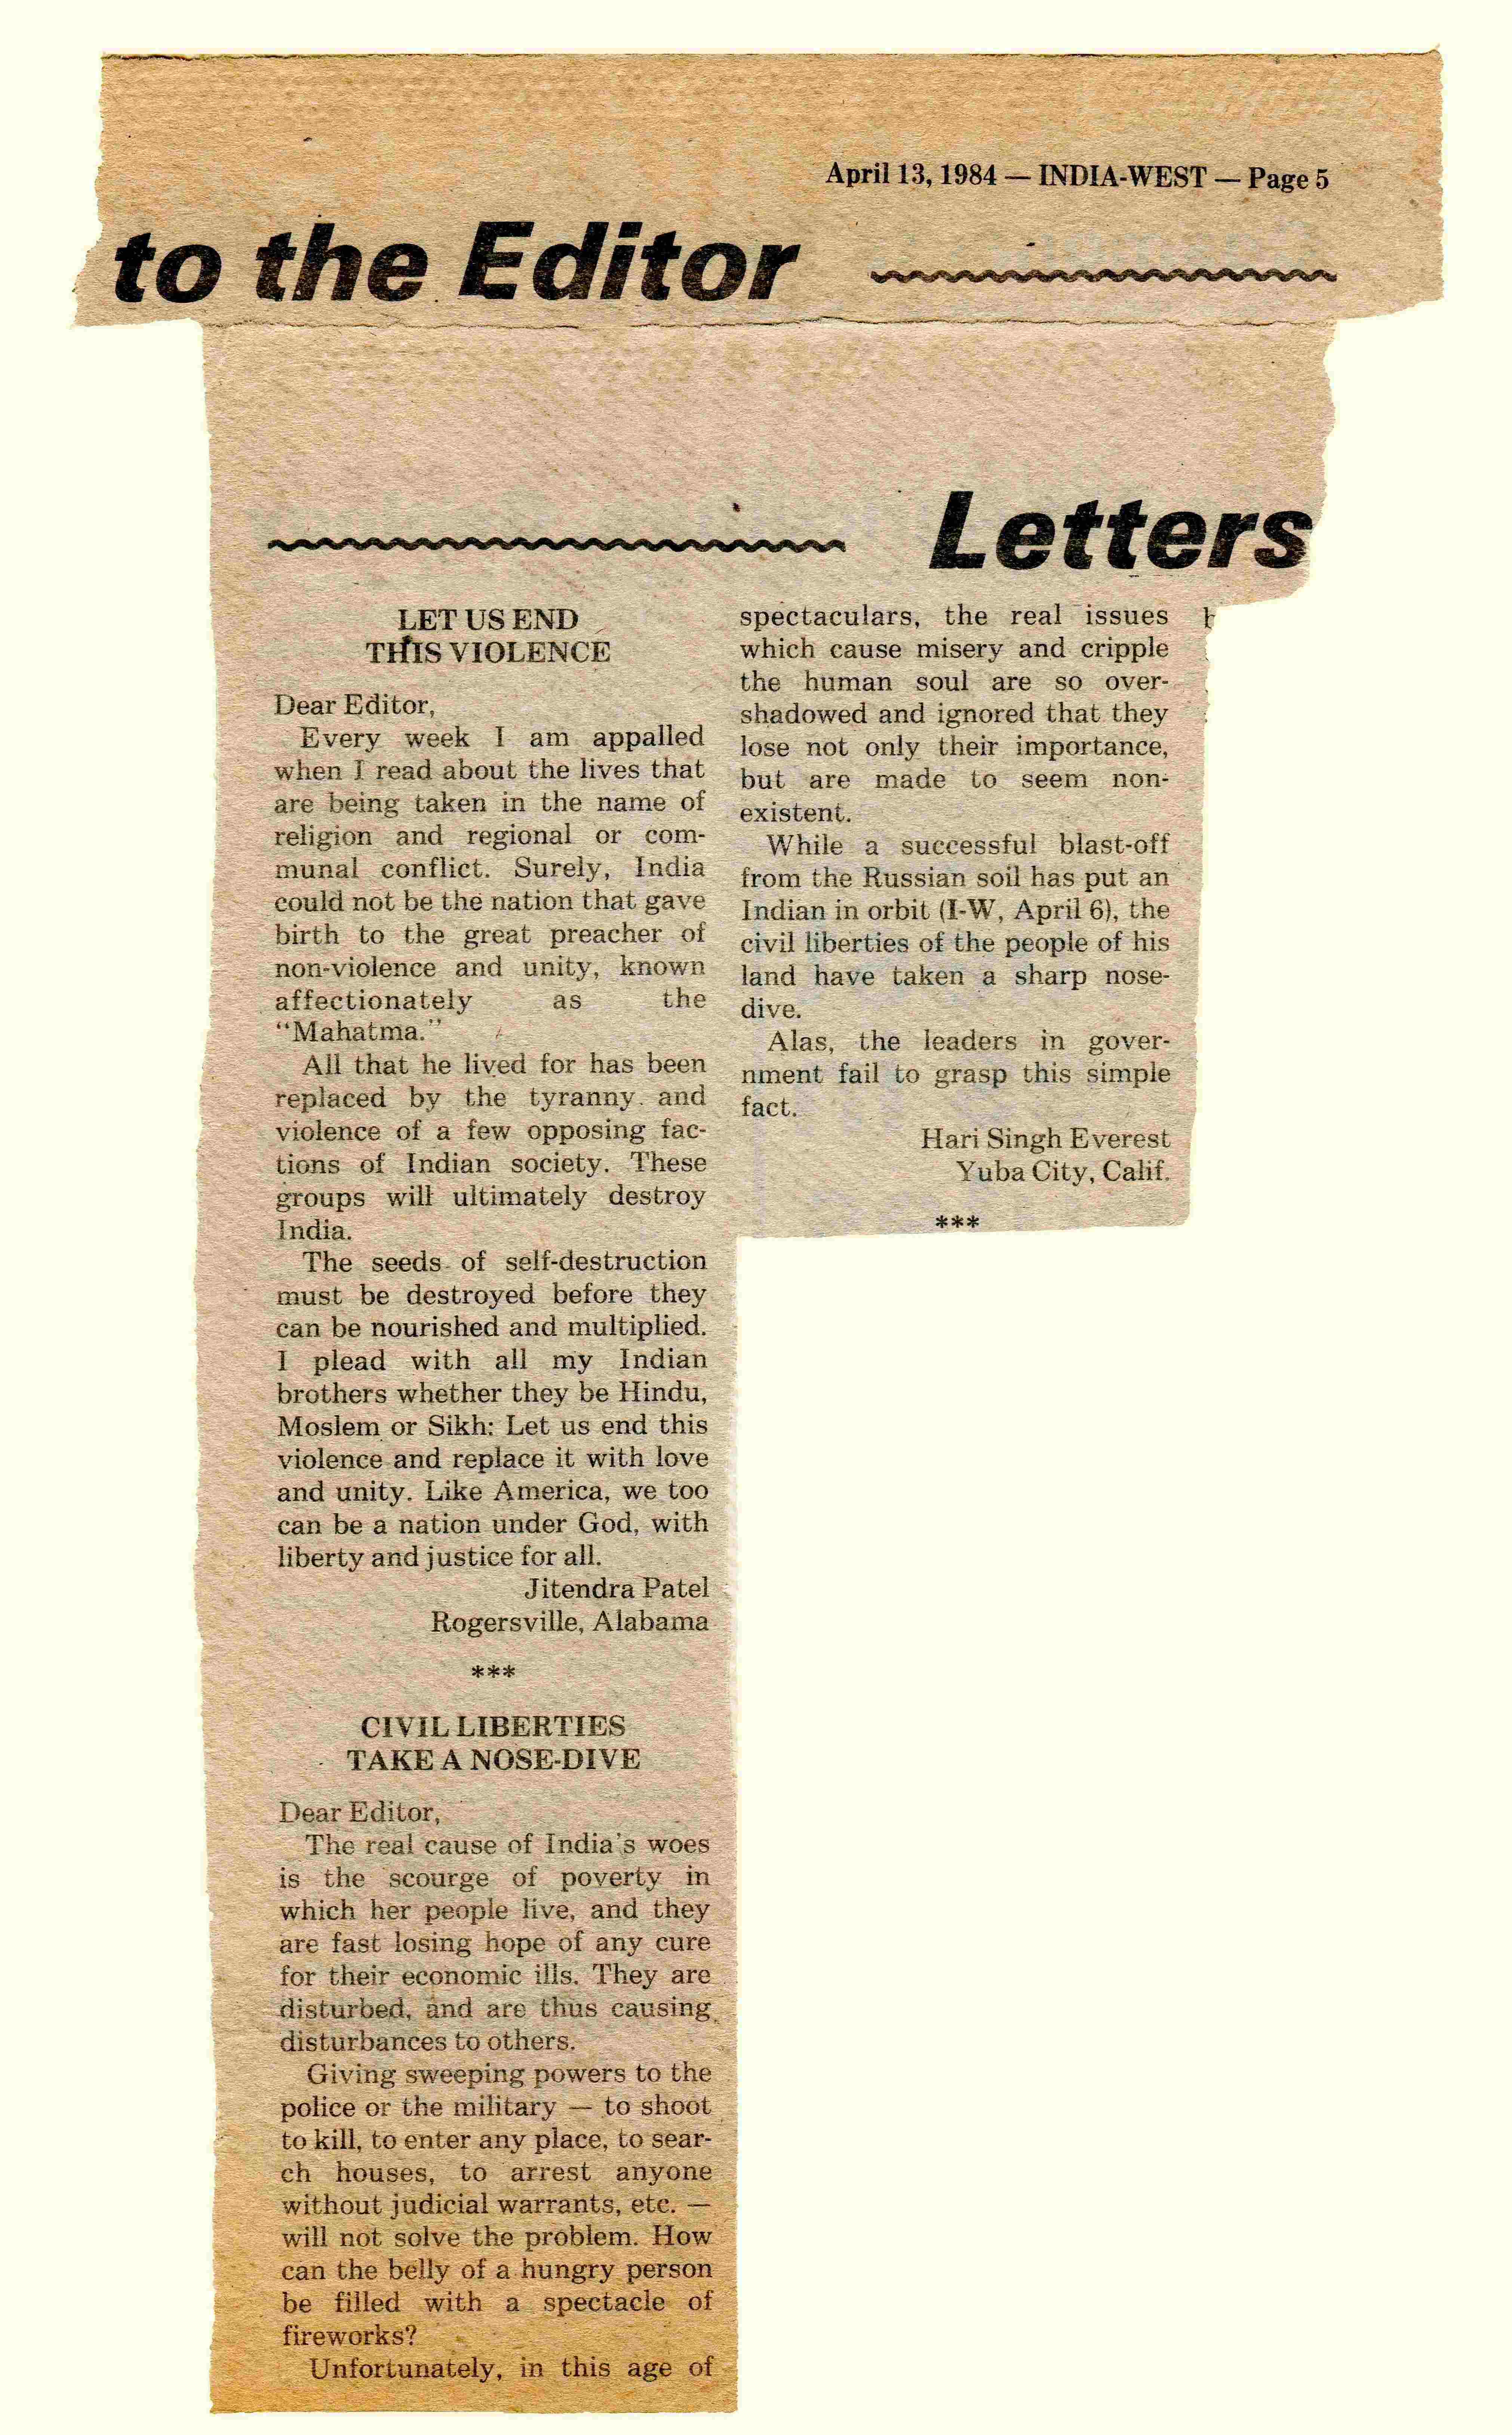 April 13, 1984 — INDIA-WEST — Page 5
to the Editor
Letters
LET US END
THIS VIOLENCE
Dear Editor,
Every week I am appalled
when I read about the lives that
are being taken in the name of
religion and regional or com-
munal conflict. Surely, India
could not be the nation that gave
birth to the great preacher of
non-violence and unity, known
affectionately as the
"Mahatma."
All that he lived for has been
replaced by the tyranny and
violence of a few opposing fac-
tions of Indian society. These
groups will ultimately destroy
India.
The seeds of self-destruction
must be destroyed before they
can be nourished and multiplied.
I plead with all my Indian
brothers whether they be Hindu,
Moslem or Sikh: Let us end this
violence and replace it with love
and unity. Like America, we too
can be a nation under God, with
liberty and justice for all.
Jitendra Patel
Rogersville, Alabama
***
CIVIL LIBERTIES
TAKE A NOSE-DIVE
Dear Editor,
The real cause of India's woes
is the scourge of poverty in
which her people live, and they
are fast losing hope of any cure
for their economic ills. They are
disturbed, and are thus causing
disturbances to others.
Giving sweeping powers to the
police or the military — to shoot
to kill, to enter any place, to sear-
ch houses, to arrest anyone
without judicial warrants, etc. —
will not solve the problem. How
can the belly of a hungry person
be filled with a spectacle of
fireworks?
Unfortunately, in this age of
spectaculars, the real issues
which cause misery and cripple
the human soul are so over-
shadowed and ignored that they
lose not only their importance,
but are made to seem non-
existent.
While a successful blast-off
from the Russian soil has put an
Indian in orbit (I-W, April 6), the
civil liberties of the people of his
land have taken a sharp nose-
dive.
Alas, the leaders in gover-
nment fail to grasp this simple
fact.
Hari Singh Everest
Yuba City, Calif.
***